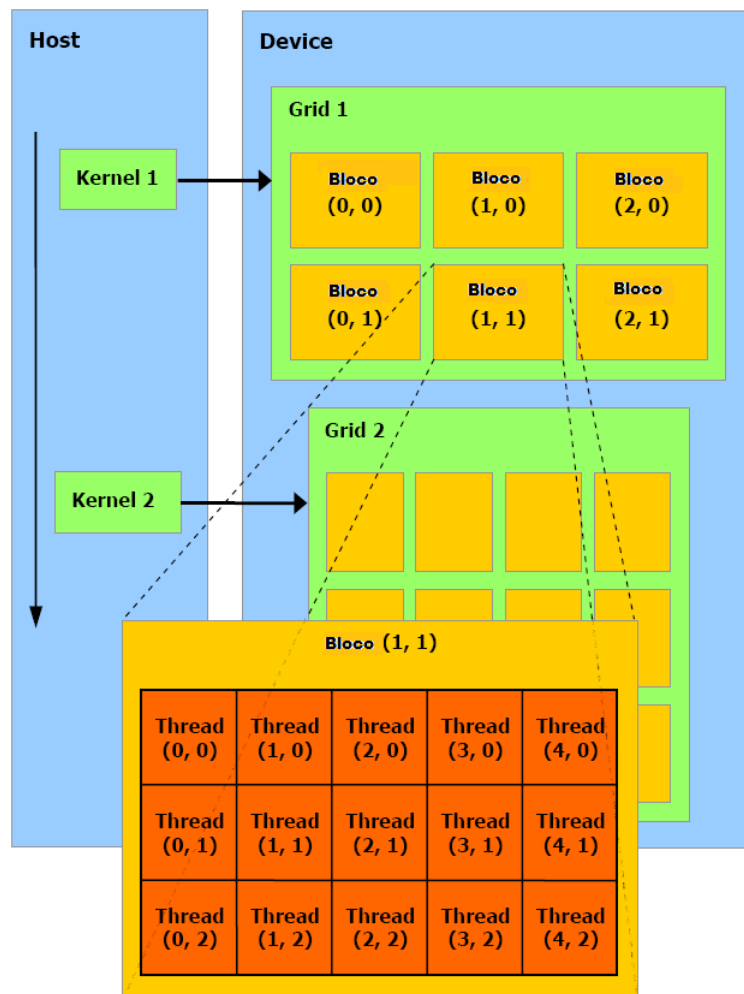 Host
Device
Grid 1
Kernel 1
Bloco
(0, 0)
Bloco
(1, 0)
Bloco
(2, 0)
Bloco
(0, 1)
Bloco
(1, 1)
Bloco
(2, 1)
Grid 2
Kernel 2
Bloco (1, 1)
Thread
(0, 0)
Thread
(1, 0)
Thread
(2, 0)
Thread
(3, 0)
Thread
(4, 0)
Thread
(0, 1)
Thread
(1, 1)
Thread
(2, 1)
Thread
(3, 1)
Thread
(4, 1)
Thread
(0, 2)
Thread
(1, 2)
Thread
(2, 2)
Thread
(3, 2)
Thread
(4, 2)